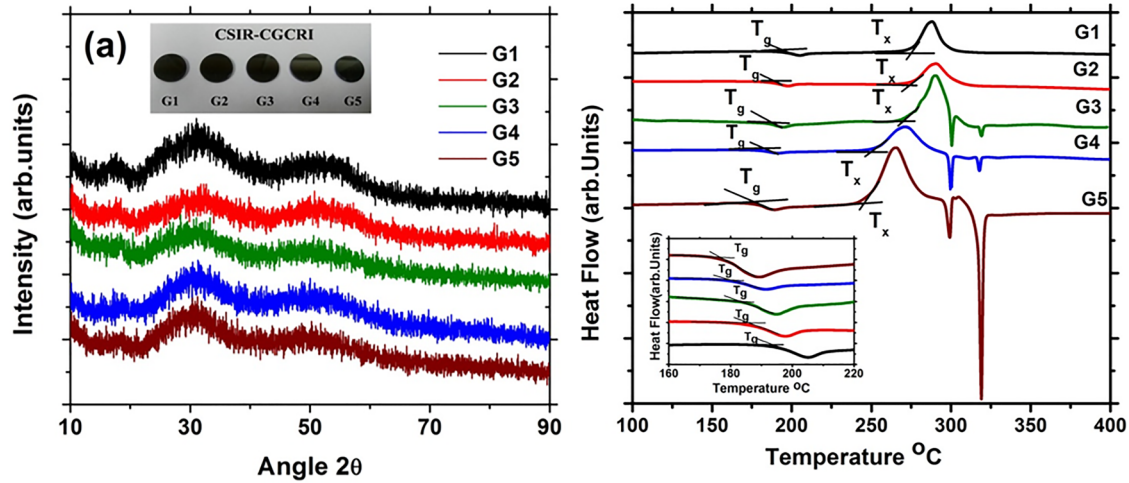 (a)
CSIR-CGCRI
G1 G2 G3 G4 G5
G1
G2
G3
G4
G5
Intensity (arb.units)
10 30 50 70 90
Angle 2θ
Tg Tx G1
Tg Tx G2
Tg Tx G3
Tg Tx G4
Tg Tx G5
Heat Flow (arb.Units)
Tg
Tg
Tg
Tg
Tg
Heat Flow(arb.Units)
160 180 200 220
Temperature °C
100 150 200 250 300 350 400
Temperature °C